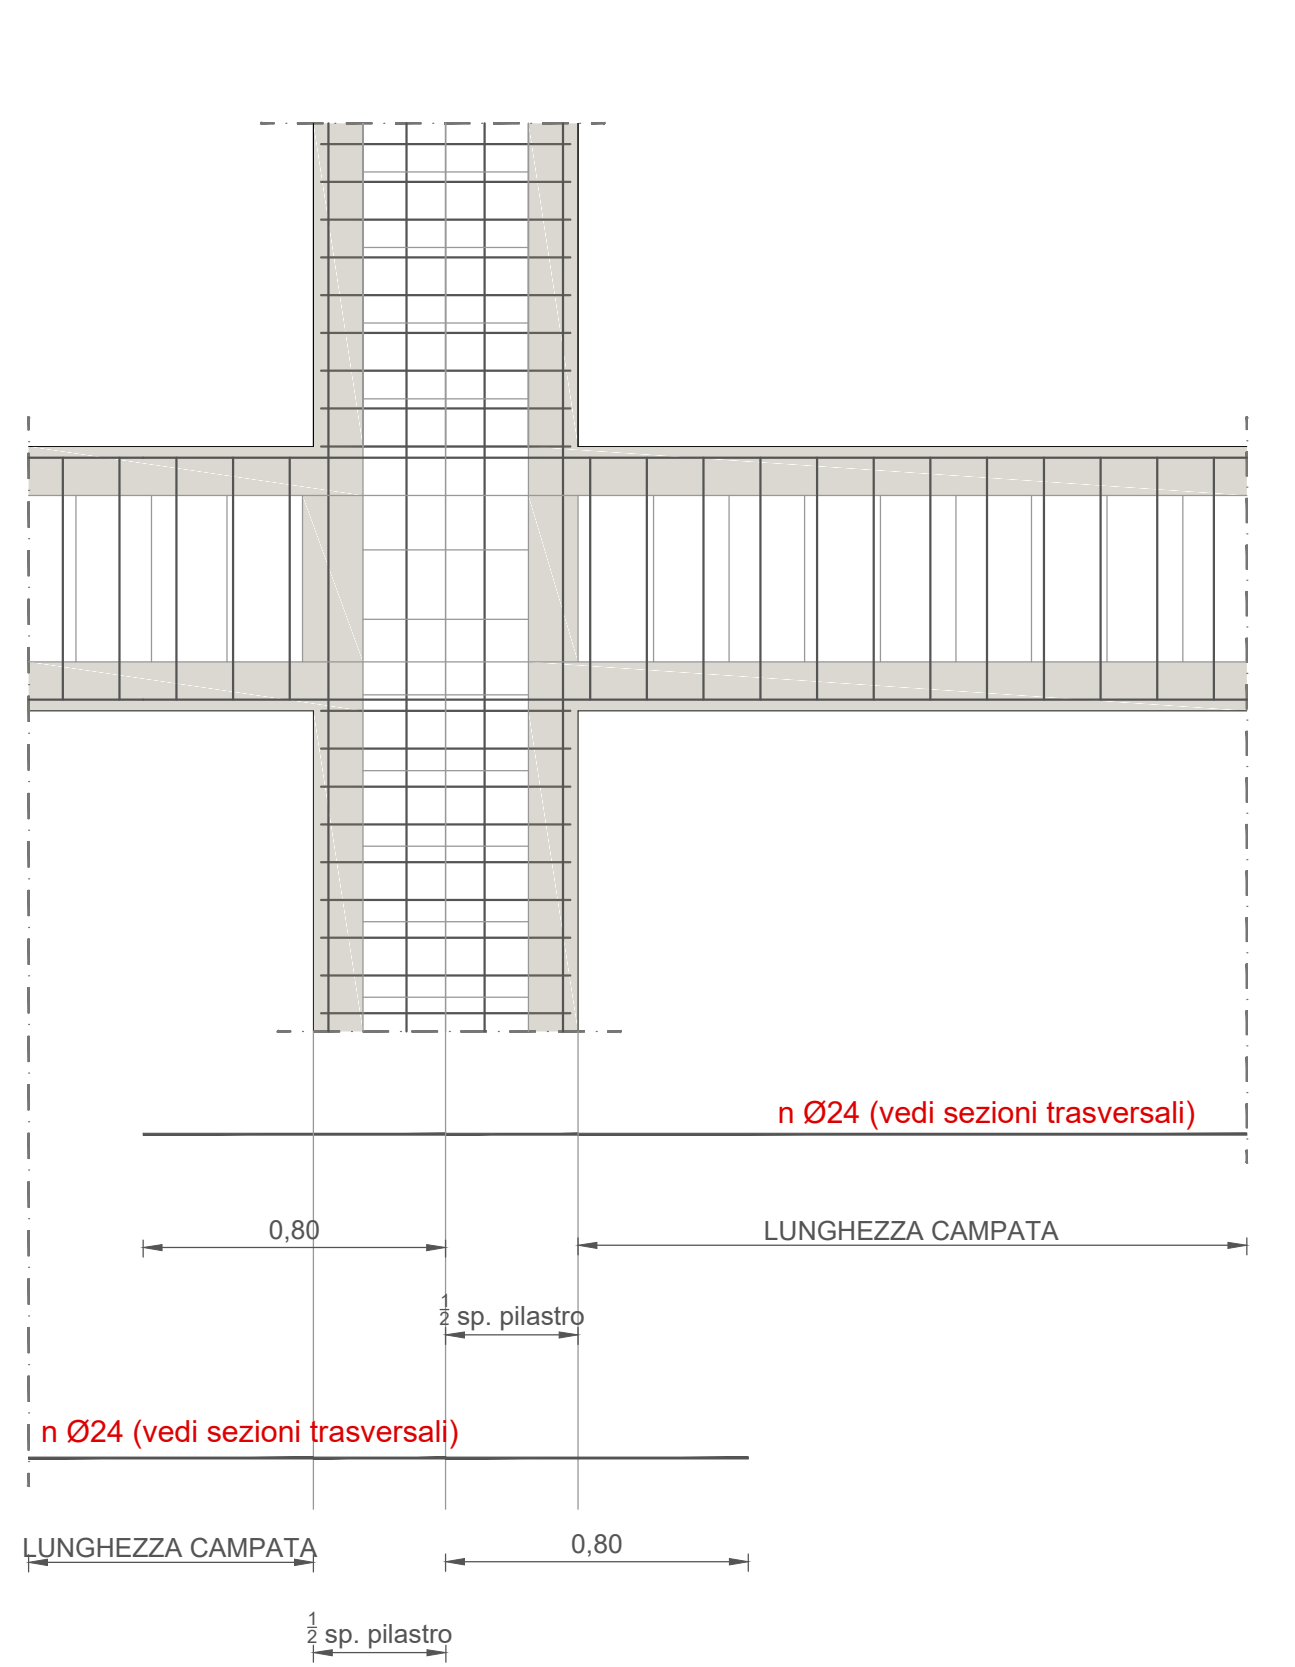 n Ø24 (vedi sezioni trasversali)
0,80
LUNGHEZZA CAMPATA
1/2 sp. pilastro
n Ø24 (vedi sezioni trasversali)
LUNGHEZZA CAMPATA
0,80
1/2 sp. pilastro